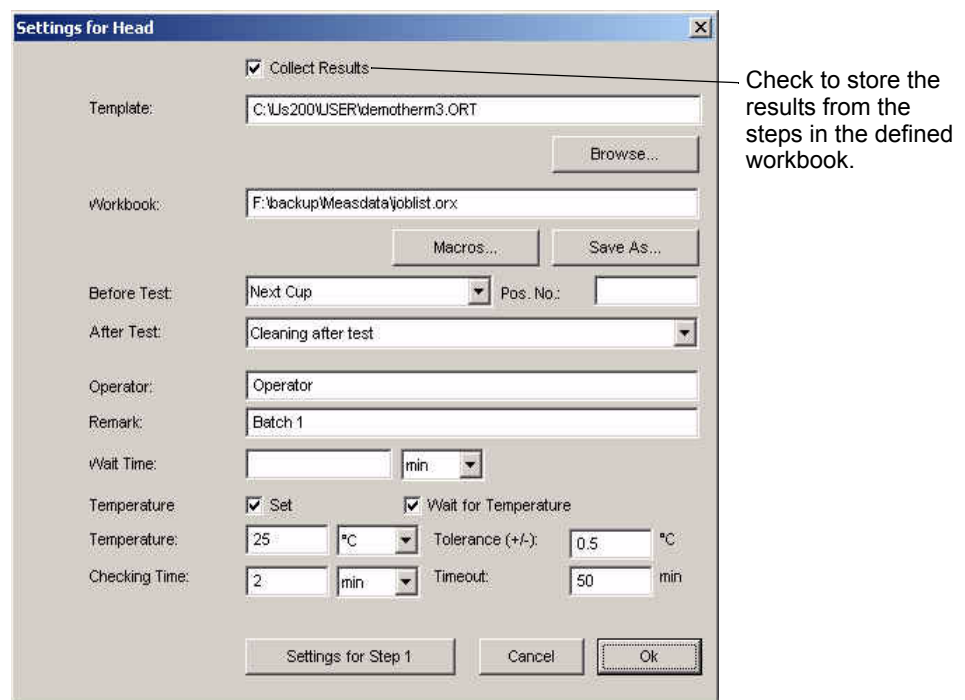 Settings for Head
Collect Results
Check to store the
results from the
steps in the defined
workbook.
Template: C:\Us200\USER\demotherm3.ORT
Browse...
Workbook: F:\backup\Measdata\joblist.orx
Macros... Save As...
Before Test: Next Cup Pos. No.:
After Test: Cleaning after test
Operator: Operator
Remark: Batch 1
Wait Time: min
Temperature Set Wait for Temperature
Temperature: 25 °C Tolerance (+/-): 0.5 °C
Checking Time: 2 min Timeout: 50 min
Settings for Step 1 Cancel Ok